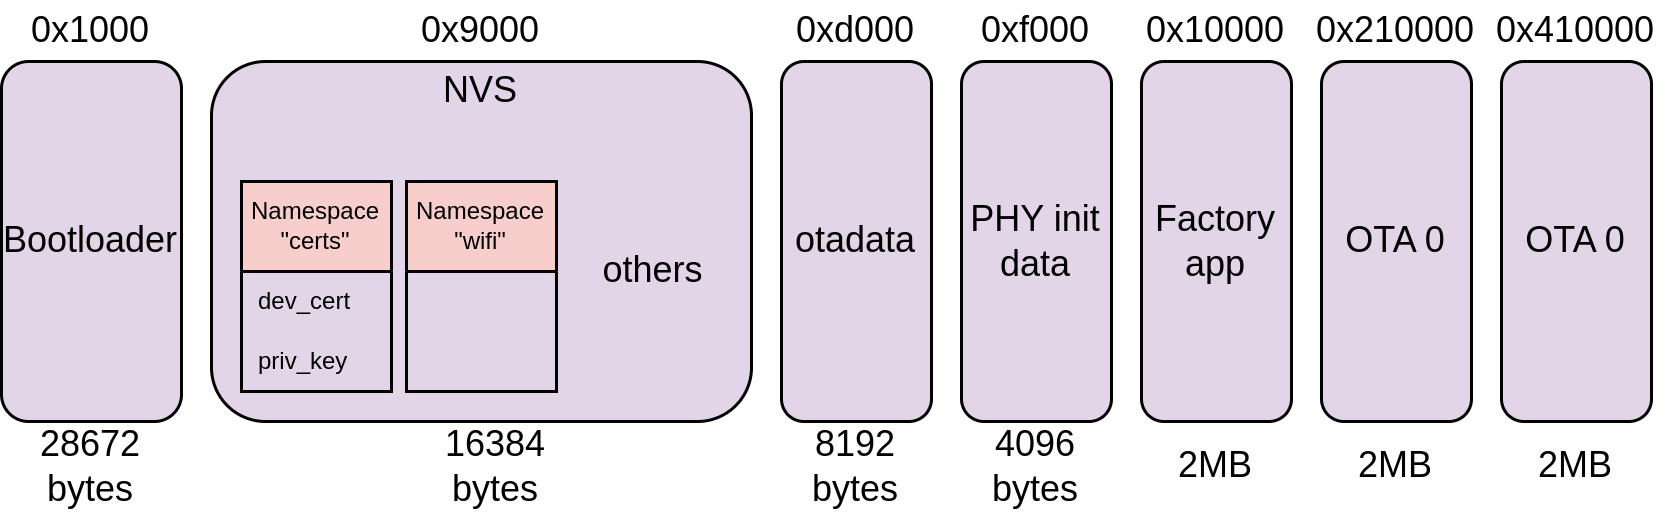 0x1000
0x9000
0xd000
0xf000
0x10000
0x210000
0x410000
Bootloader
NVS
Namespace
"certs"
dev_cert
priv_key
Namespace
"wifi"
others
otadata
PHY init
data
Factory
app
OTA 0
OTA 0
28672
bytes
16384
bytes
8192
bytes
4096
bytes
2MB
2MB
2MB